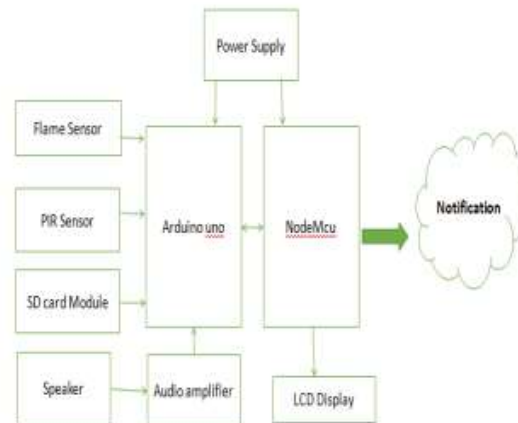 Power Supply
Flame Sensor
PIR Sensor
Arduino uno
NodeMcu
Notification
SD card Module
Speaker
Audio amplifier
LCD Display